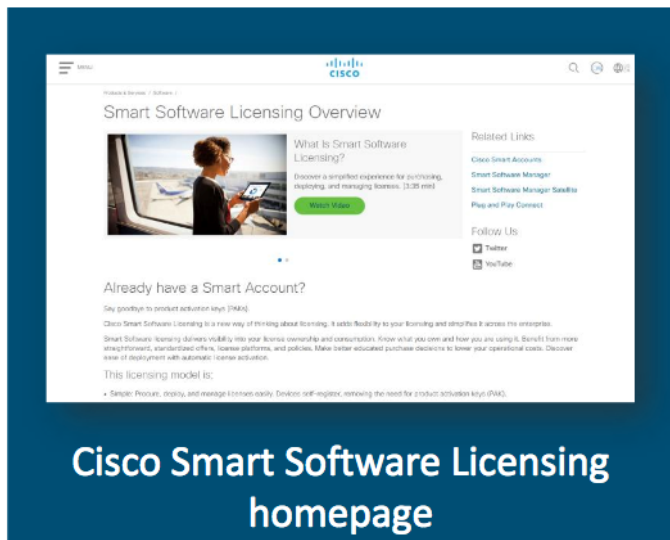 MENU
CISCO
Products & Services / Software /
Smart Software Licensing Overview
What Is Smart Software
Licensing?
Discover a simplified experience for purchasing,
deploying, and managing licenses. (3:38 min)
Watch Video
Related Links
Cisco Smart Accounts
Smart Software Manager
Smart Software Manager Satellite
Plug and Play Connect
Follow Us
Twitter
YouTube
Already have a Smart Account?
Say goodbye to product activation keys (PAKs).
Cisco Smart Software Licensing is a new way of thinking about licensing. It adds flexibility to your licensing and simplifies it across the enterprise.
Smart Software licensing delivers visibility into your license ownership and consumption. Know what you own and how you are using it. Benefit from more
straightforward, standardized offers, license platforms, and policies. Make better educated purchase decisions to lower your operational costs. Discover
ease of deployment with automatic license activation.
This licensing model is:
• Simple: Procure, deploy, and manage licenses easily. Devices self-register, removing the need for product activation keys (PAK).
Cisco Smart Software Licensing
homepage